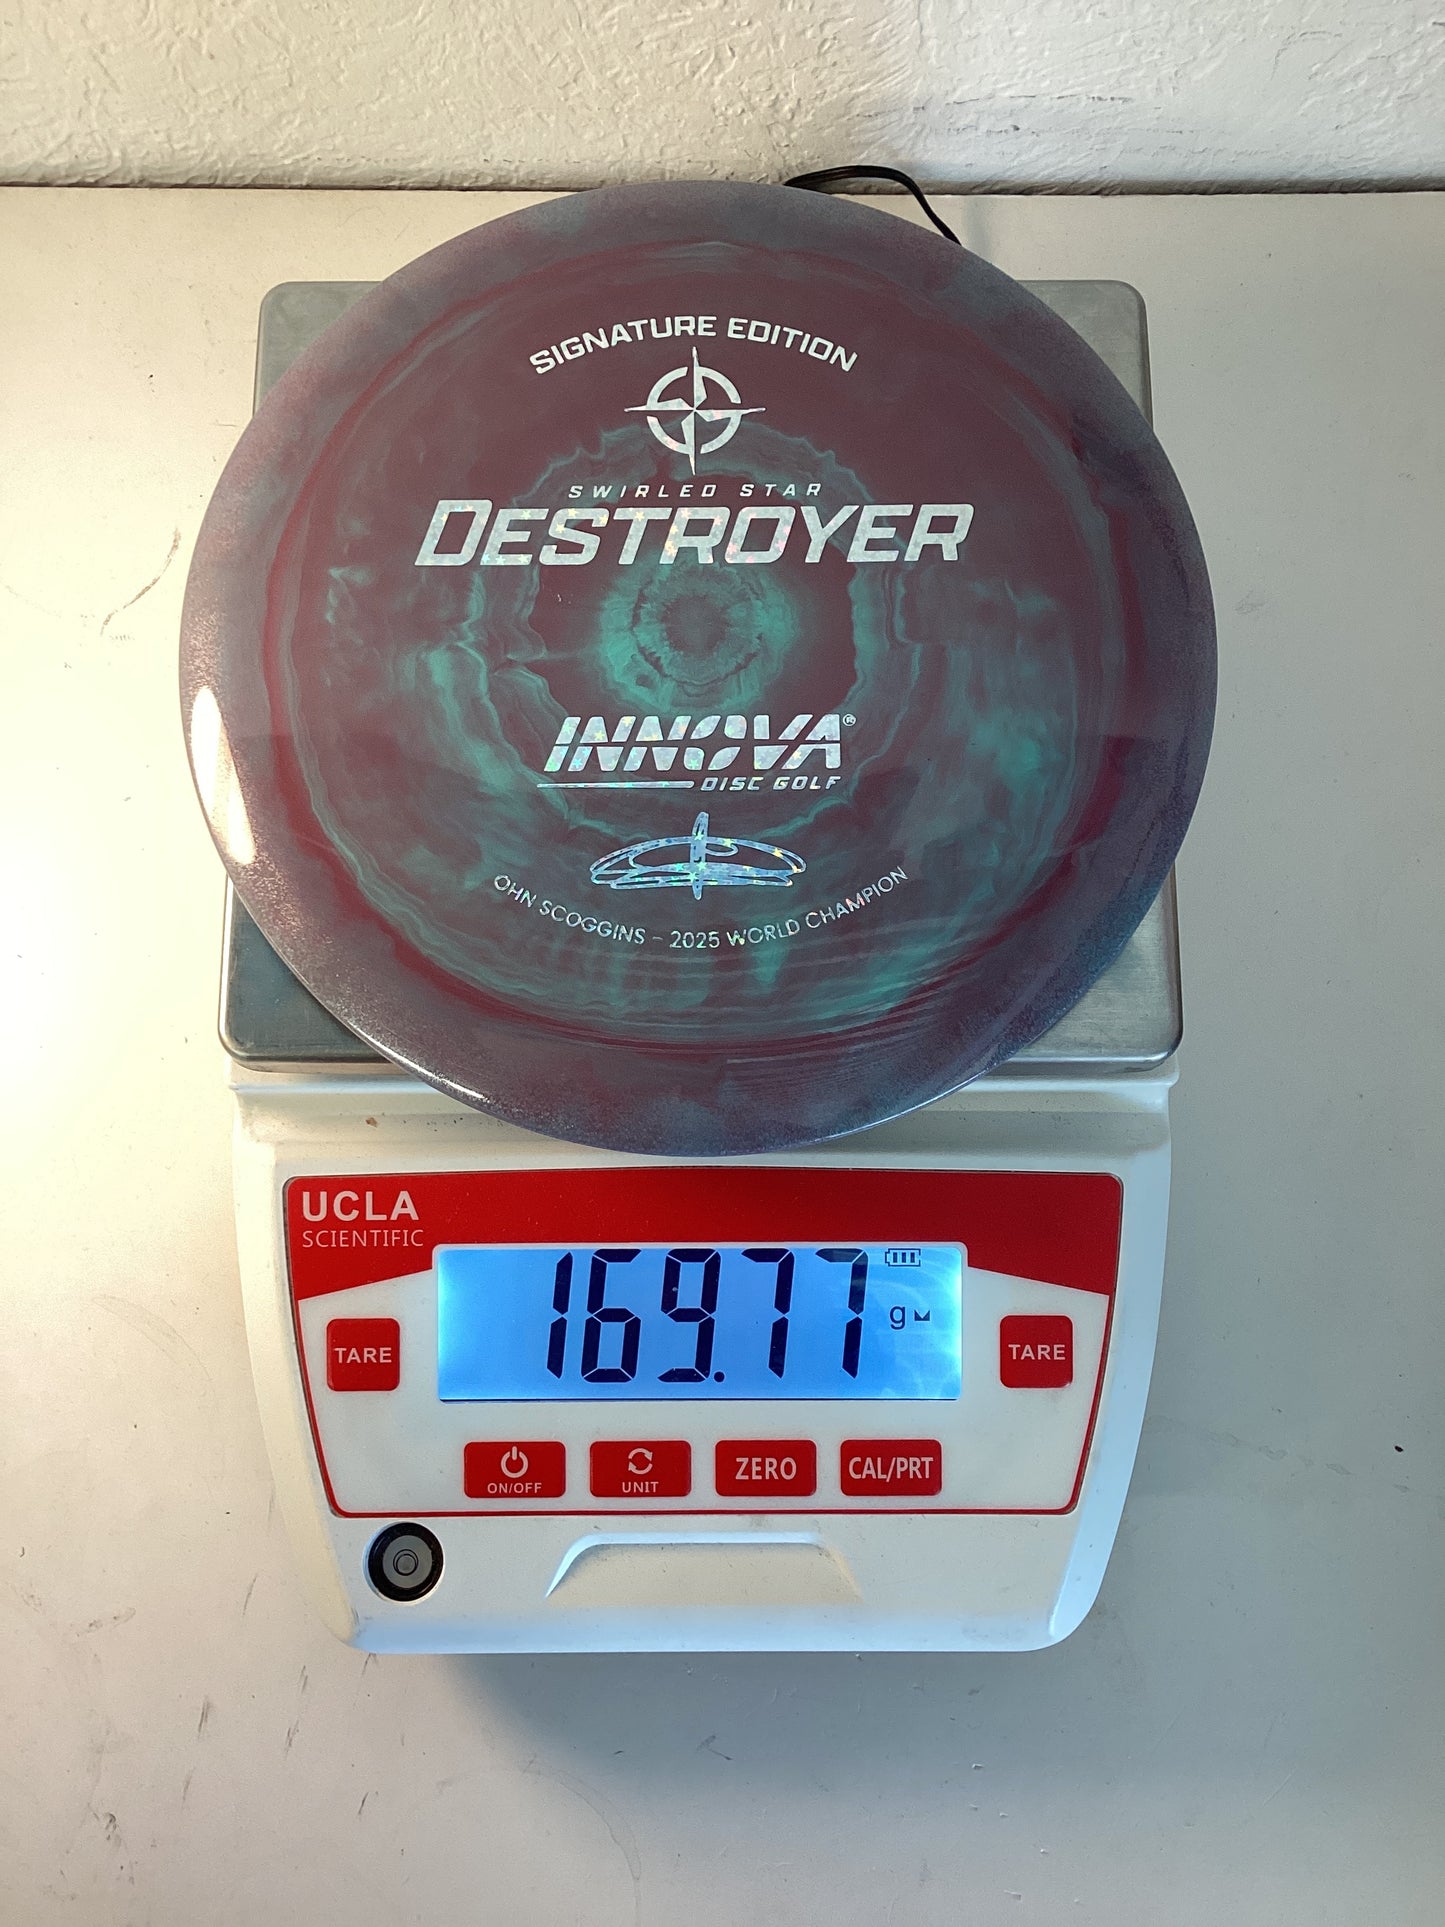 SIGNATURE EDITION
SWIRLED STAR
DESTROYER
INNOVA®
DISC GOLF
OHN SCOGGINS – 2025 WORLD CHAMPION
UCLA
SCIENTIFIC
169.77
g
TARE
TARE
ON/OFF
UNIT
ZERO
CAL/PRT